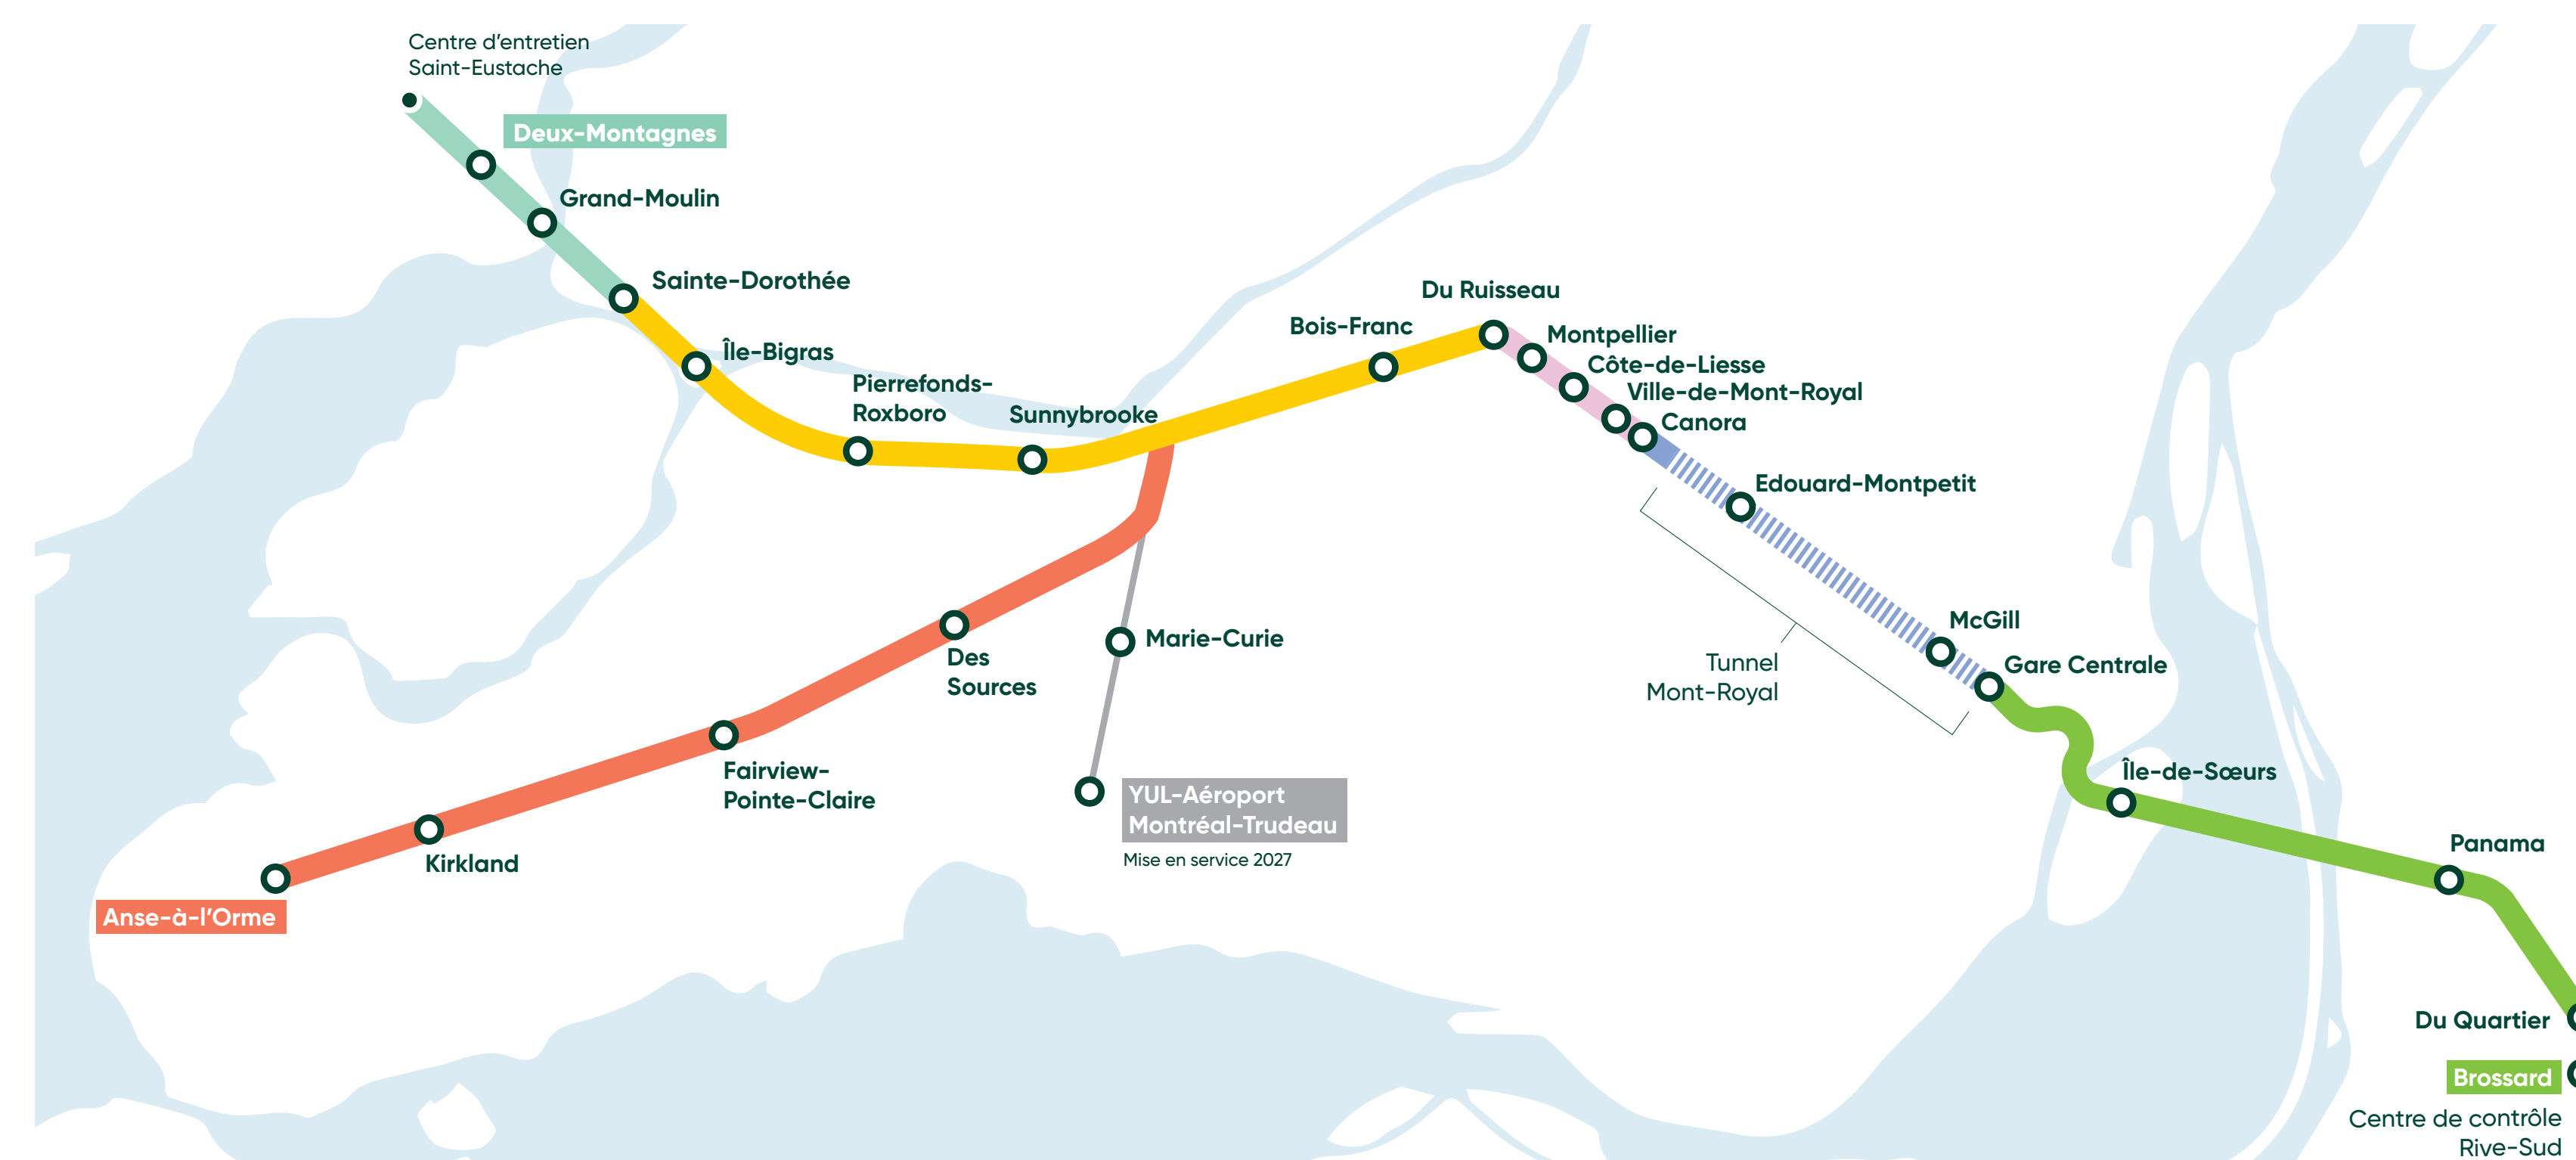 Centre d’entretien
Saint-Eustache
Deux-Montagnes
Grand-Moulin
Sainte-Dorothée
Île-Bigras
Pierrefonds-
Roxboro
Sunnybrooke
Bois-Franc
Du Ruisseau
Montpellier
Côte-de-Liesse
Ville-de-Mont-Royal
Canora
Edouard-Montpetit
McGill
Gare Centrale
Tunnel
Mont-Royal
Île-de-Sœurs
Panama
Du Quartier
Brossard
Centre de contrôle
Rive-Sud
Marie-Curie
YUL-Aéroport
Montréal-Trudeau
Mise en service 2027
Des
Sources
Fairview-
Pointe-Claire
Kirkland
Anse-à-l’Orme